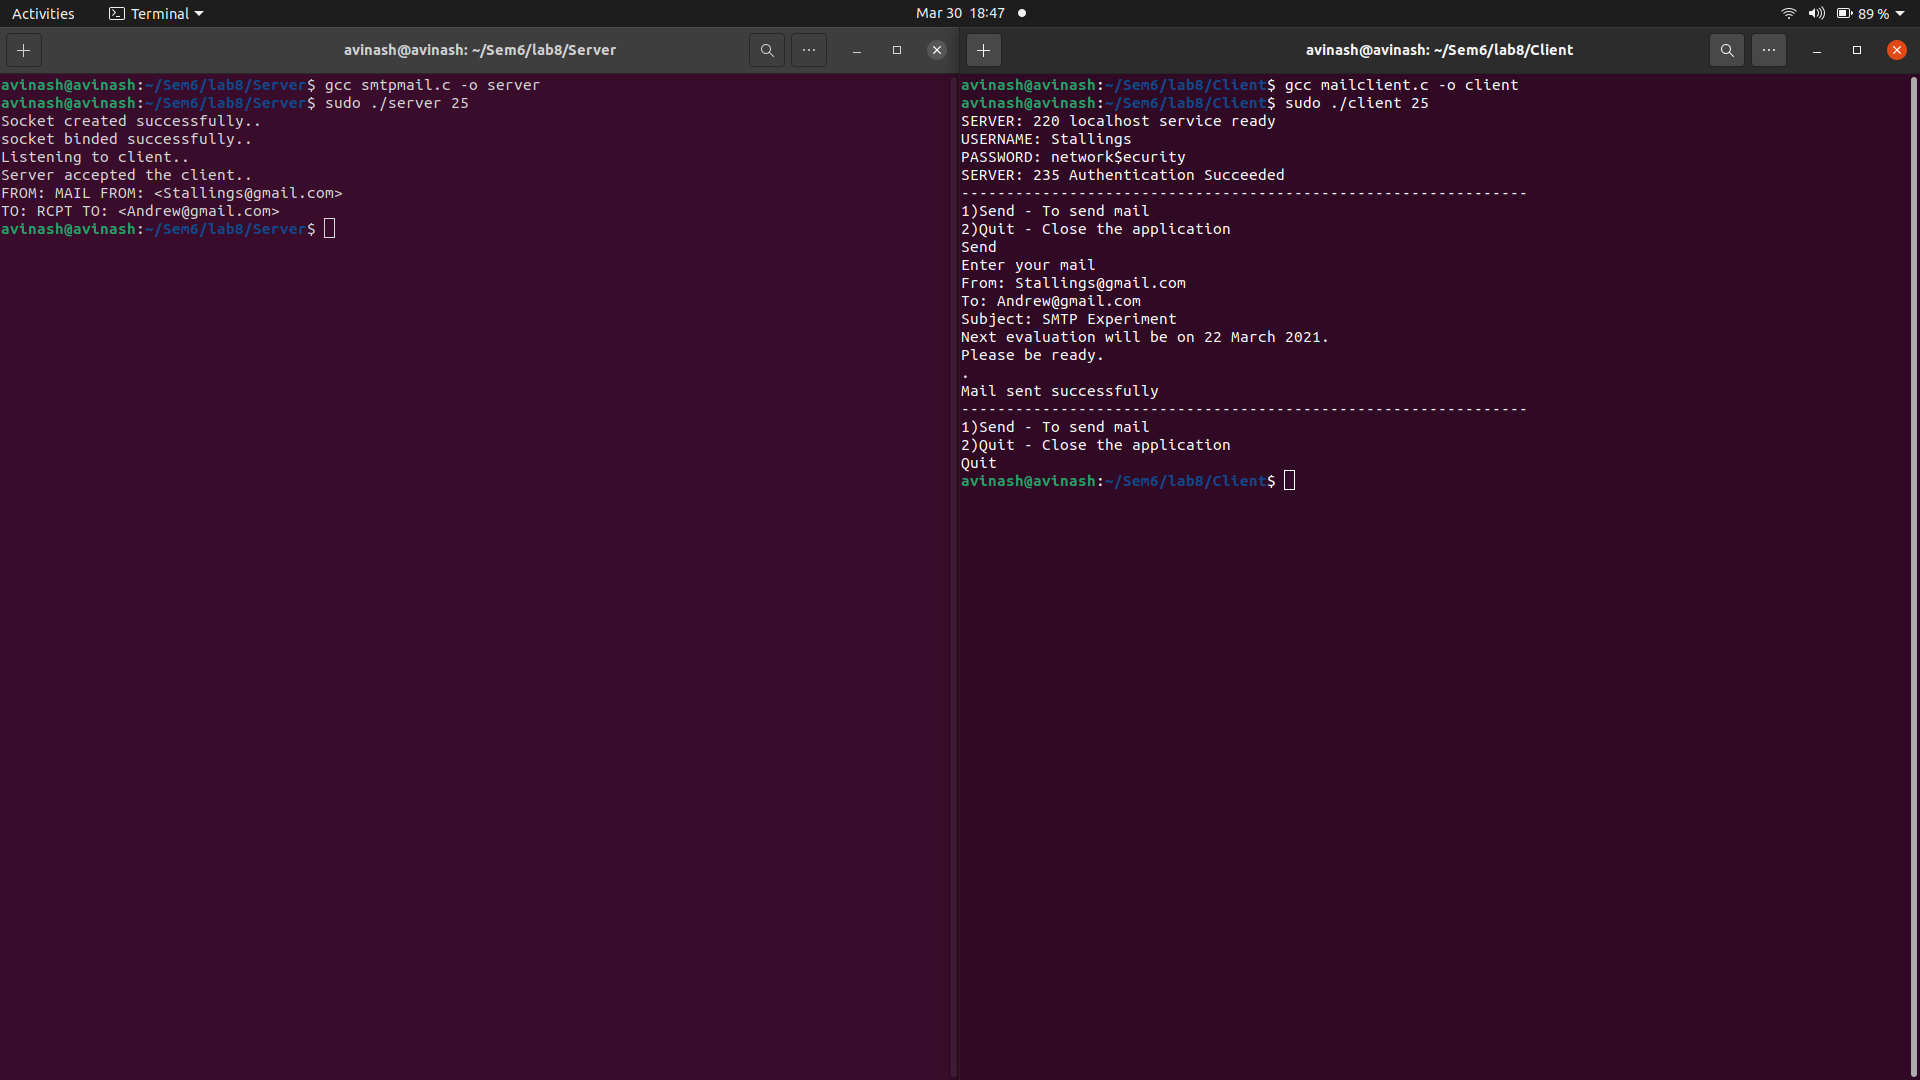 Activities Terminal Mar 30 18:47 89 %
avinash@avinash: ~/Sem6/lab8/Server
avinash@avinash:~/Sem6/lab8/Server$ gcc smtpmail.c -o server
avinash@avinash:~/Sem6/lab8/Server$ sudo ./server 25
Socket created successfully..
socket binded successfully..
Listening to client..
Server accepted the client..
FROM: MAIL FROM: <Stallings@gmail.com>
TO: RCPT TO: <Andrew@gmail.com>
avinash@avinash:~/Sem6/lab8/Server$
avinash@avinash: ~/Sem6/lab8/Client
avinash@avinash:~/Sem6/lab8/Client$ gcc mailclient.c -o client
avinash@avinash:~/Sem6/lab8/Client$ sudo ./client 25
SERVER: 220 localhost service ready
USERNAME: Stallings
PASSWORD: network$ecurity
SERVER: 235 Authentication Succeeded
---------------------------------------------------------------
1)Send - To send mail
2)Quit - Close the application
Send
Enter your mail
From: Stallings@gmail.com
To: Andrew@gmail.com
Subject: SMTP Experiment
Next evaluation will be on 22 March 2021.
Please be ready.
.
Mail sent successfully
---------------------------------------------------------------
1)Send - To send mail
2)Quit - Close the application
Quit
avinash@avinash:~/Sem6/lab8/Client$